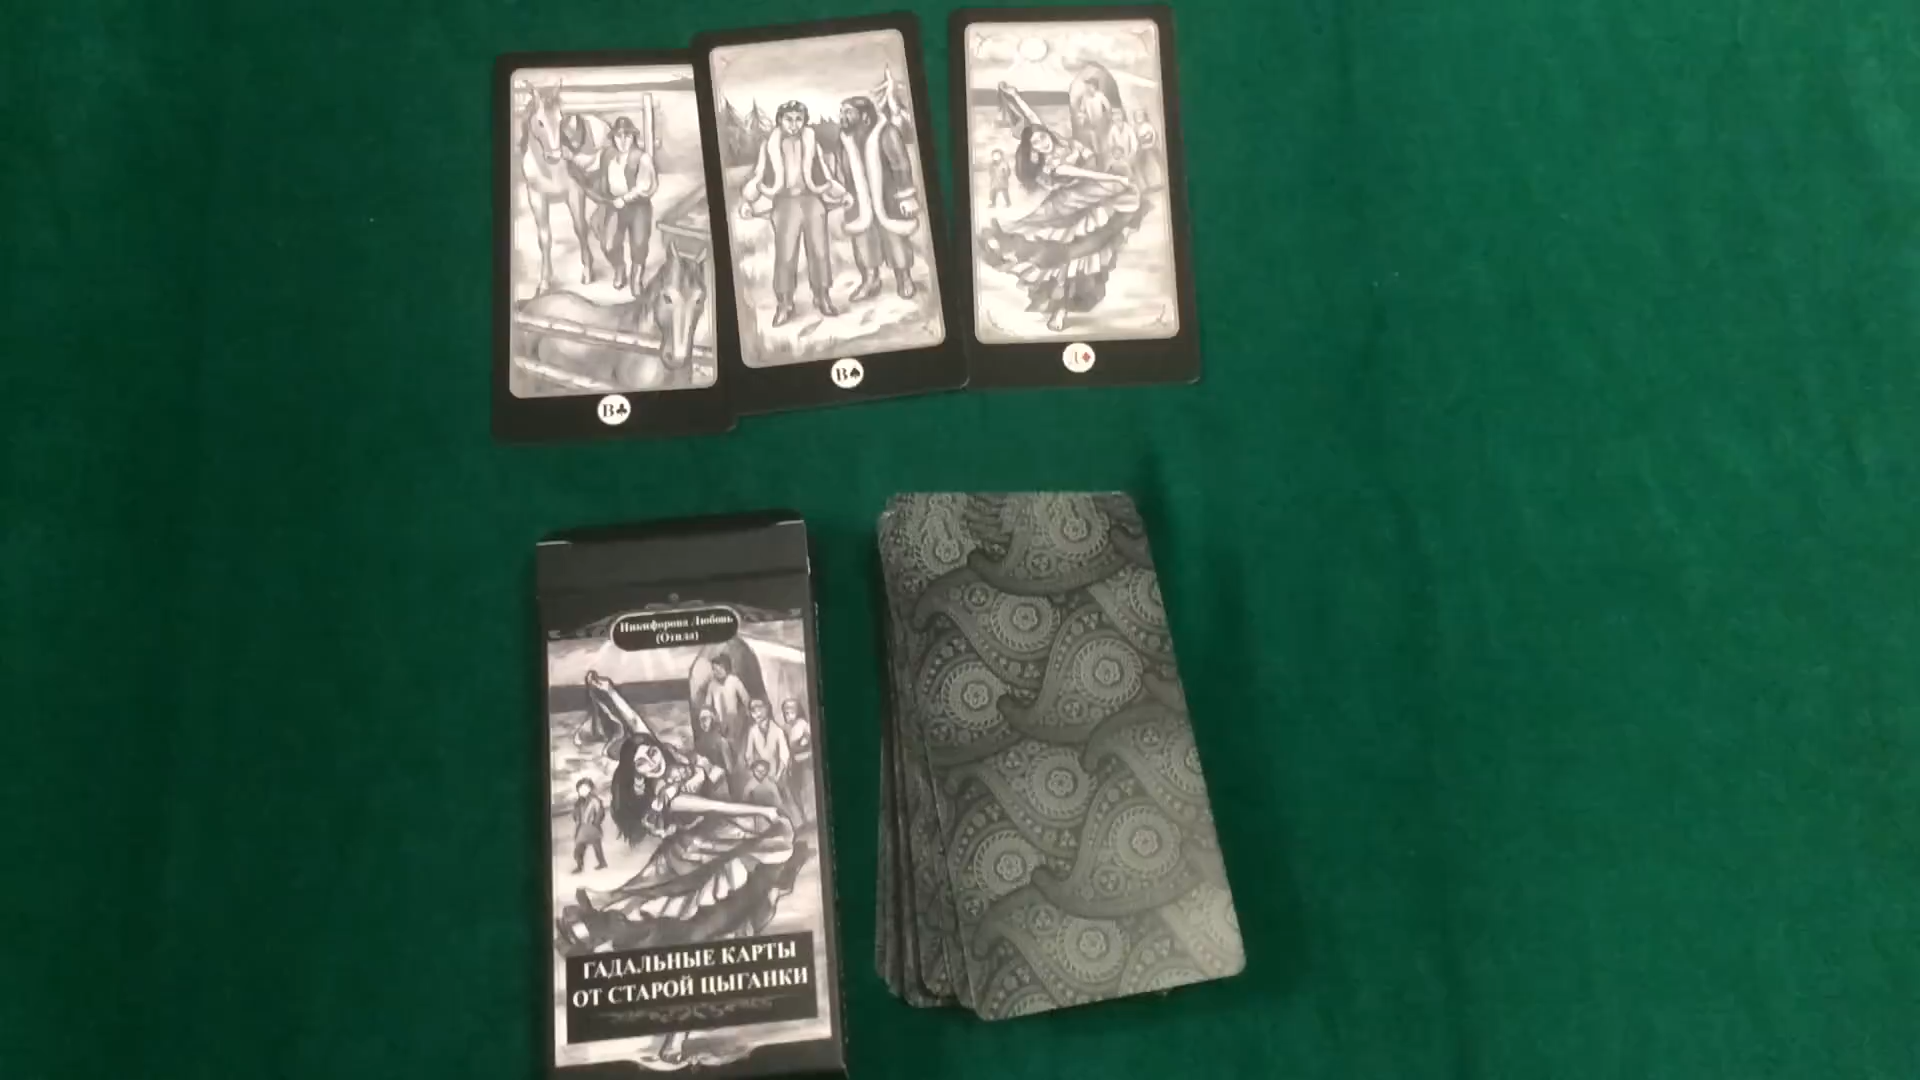 В♣
В♠
Д♦
Никифорова Любовь
(Отила)
ГАДАЛЬНЫЕ КАРТЫ
ОТ СТАРОЙ ЦЫГАНКИ